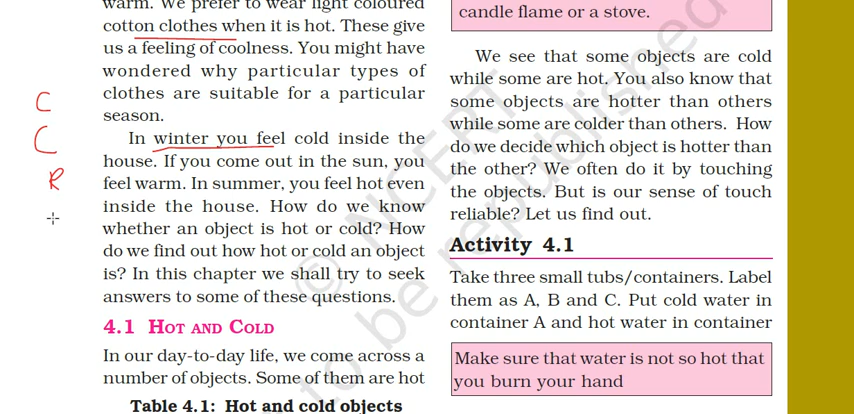 warm. We prefer to wear light coloured
cotton clothes when it is hot. These give
us a feeling of coolness. You might have
wondered why particular types of
clothes are suitable for a particular
season.
In winter you feel cold inside the
house. If you come out in the sun, you
feel warm. In summer, you feel hot even
inside the house. How do we know
whether an object is hot or cold? How
do we find out how hot or cold an object
is? In this chapter we shall try to seek
answers to some of these questions.
4.1 HOT AND COLD
In our day-to-day life, we come across a
number of objects. Some of them are hot
Table 4.1: Hot and cold objects
C
C
R
candle flame or a stove.
We see that some objects are cold
while some are hot. You also know that
some objects are hotter than others
while some are colder than others. How
do we decide which object is hotter than
the other? We often do it by touching
the objects. But is our sense of touch
reliable? Let us find out.
Activity 4.1
Take three small tubs/containers. Label
them as A, B and C. Put cold water in
container A and hot water in container
Make sure that water is not so hot that
you burn your hand
© NCERT
to be republished